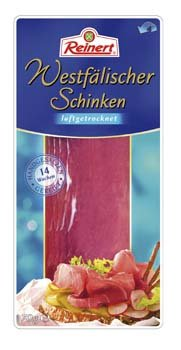 Reinert
Westfälischer
Schinken
luftgetrocknet
14
Wochen